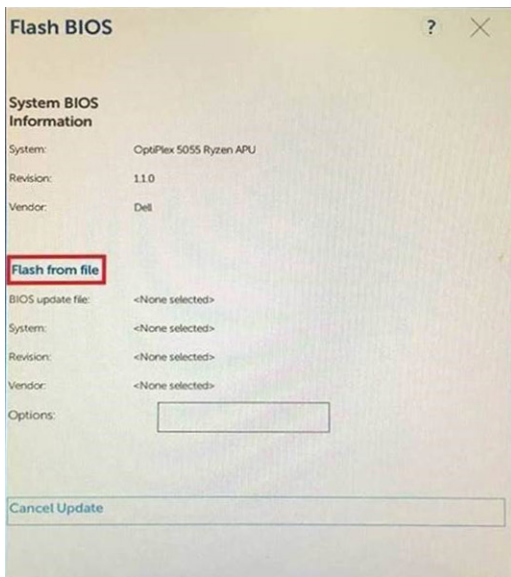 Flash BIOS ?
System BIOS
Information
System: OptiPlex 5055 Ryzen APU
Revision: 1.1.0
Vendor: Dell
Flash from file
BIOS update file: <None selected>
System: <None selected>
Revision: <None selected>
Vendor: <None selected>
Options:
Cancel Update